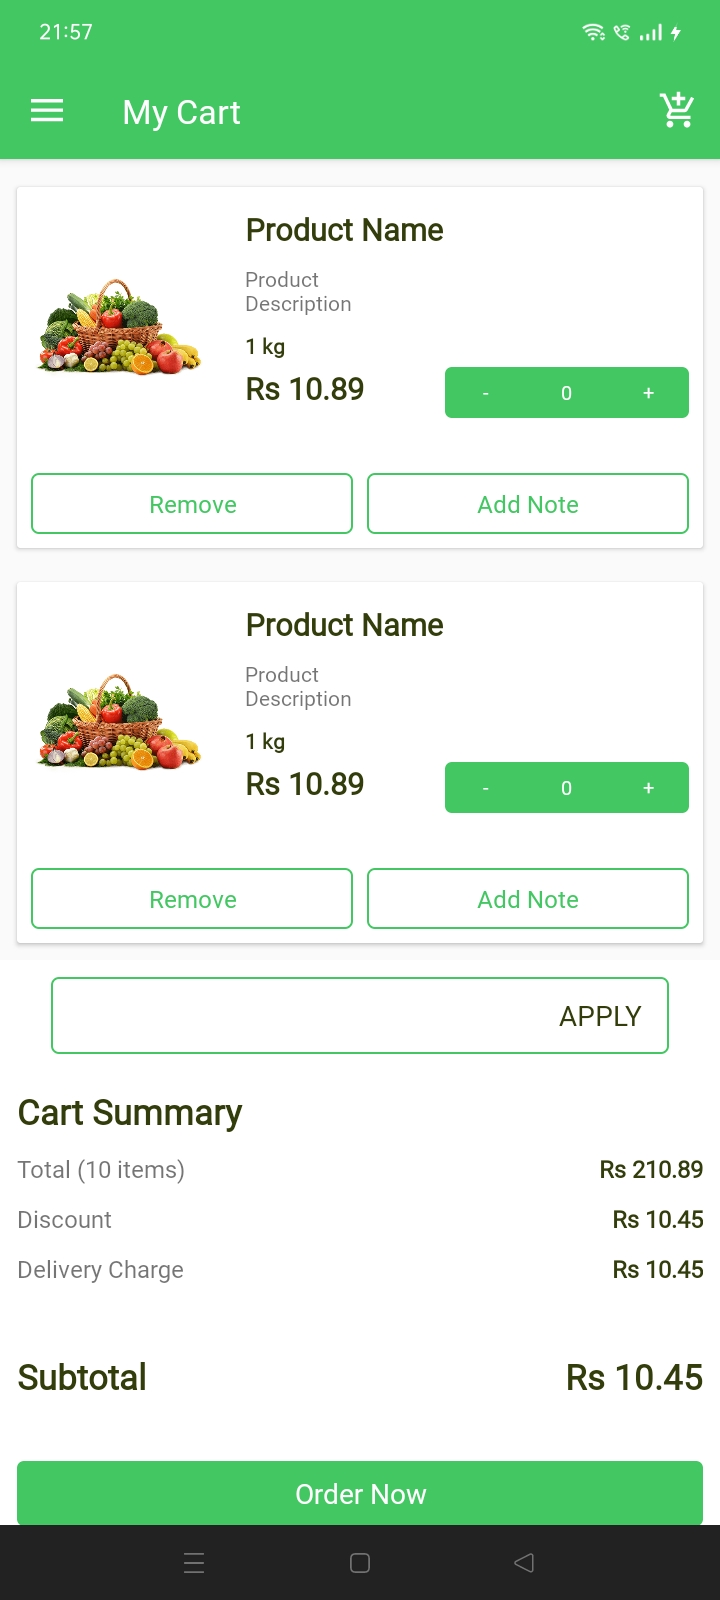 21:57
My Cart
Product Name
Product
Description
1 kg
Rs 10.89
- 0 +
Remove Add Note
Product Name
Product
Description
1 kg
Rs 10.89
- 0 +
Remove Add Note
APPLY
Cart Summary
Total (10 items) Rs 210.89
Discount Rs 10.45
Delivery Charge Rs 10.45
Subtotal Rs 10.45
Order Now